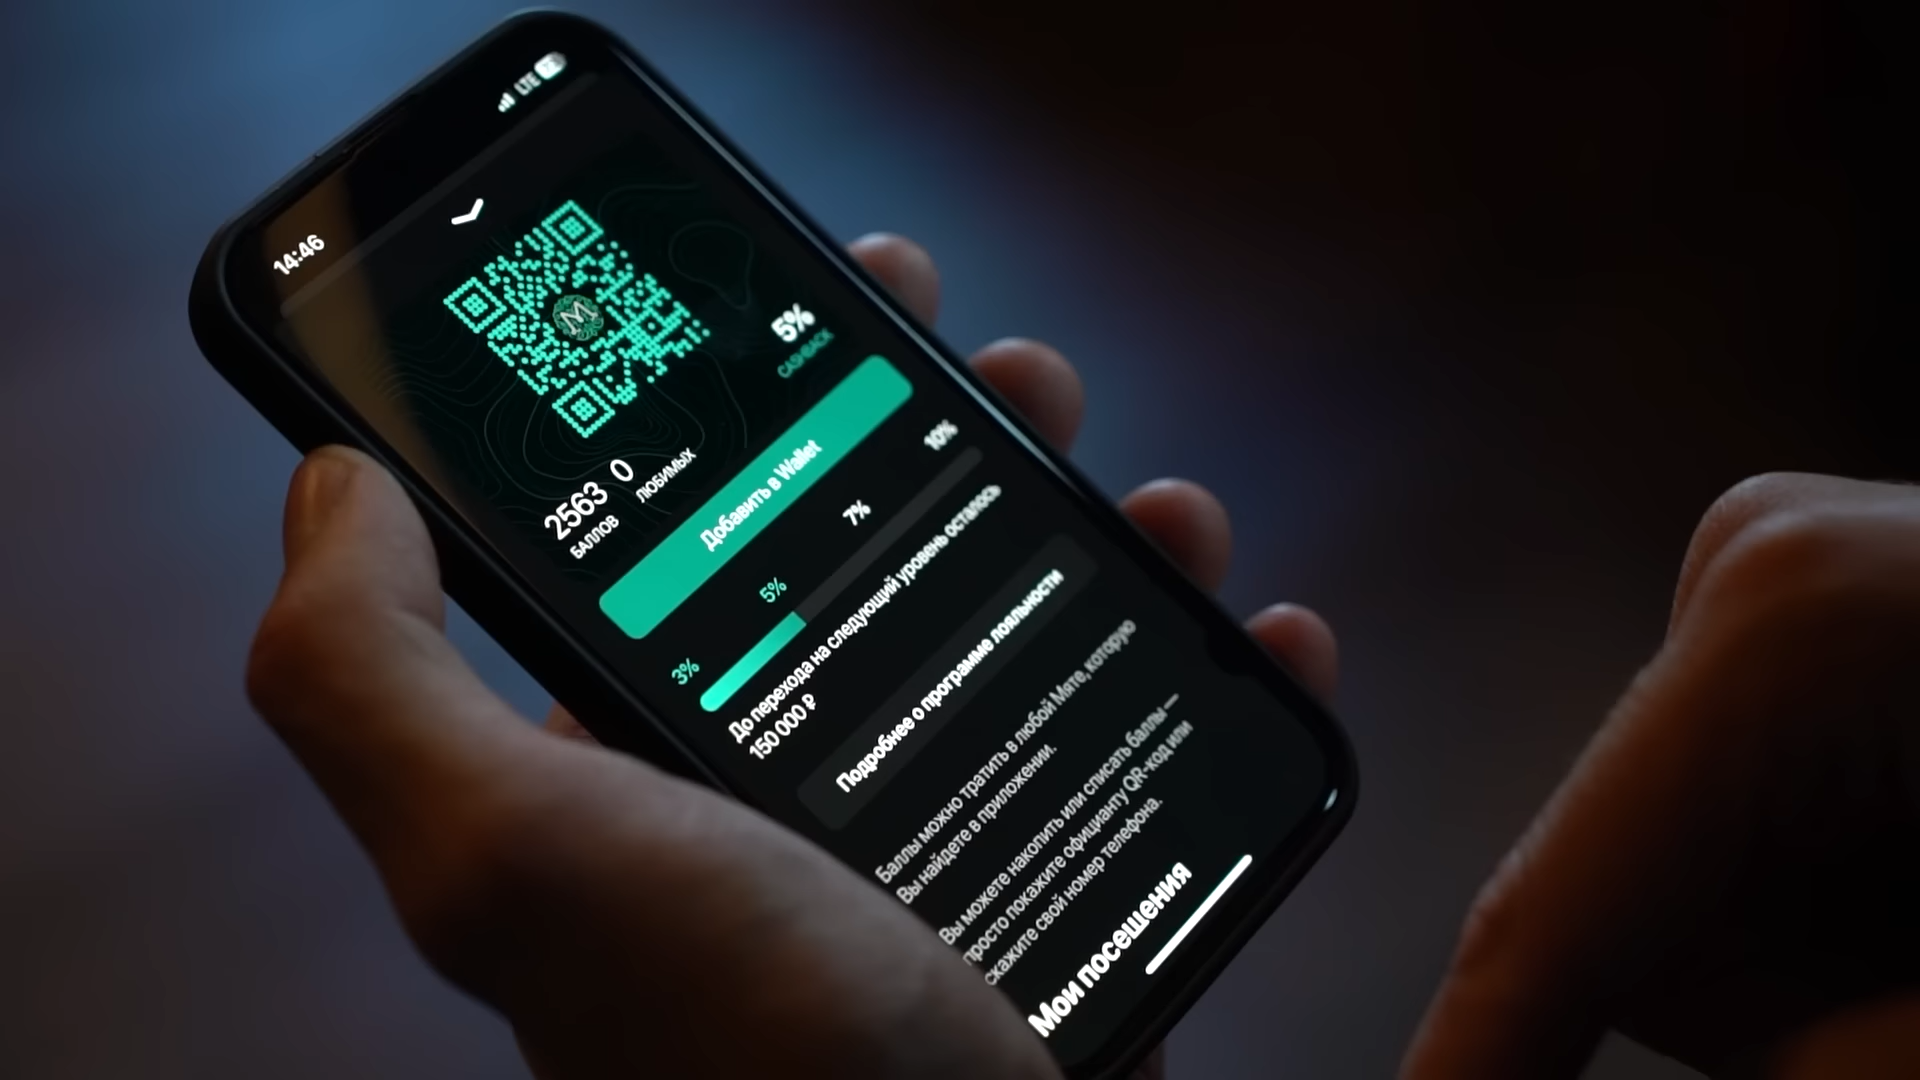 14:46
LTE
M
5%
CASHBACK
2563 0
БАЛЛОВ ЛЮБИМЫХ
Добавить в Wallet
3% 5% 7% 10%
До перехода на следующий уровень осталось
150 000 ₽
Подробнее о программе лояльности
Баллы можно тратить в любой Мяте, которую
Вы найдете в приложении.
Вы можете накопить или списать баллы —
просто покажите официанту QR-код или
скажите свой номер телефона.
Мои посещения